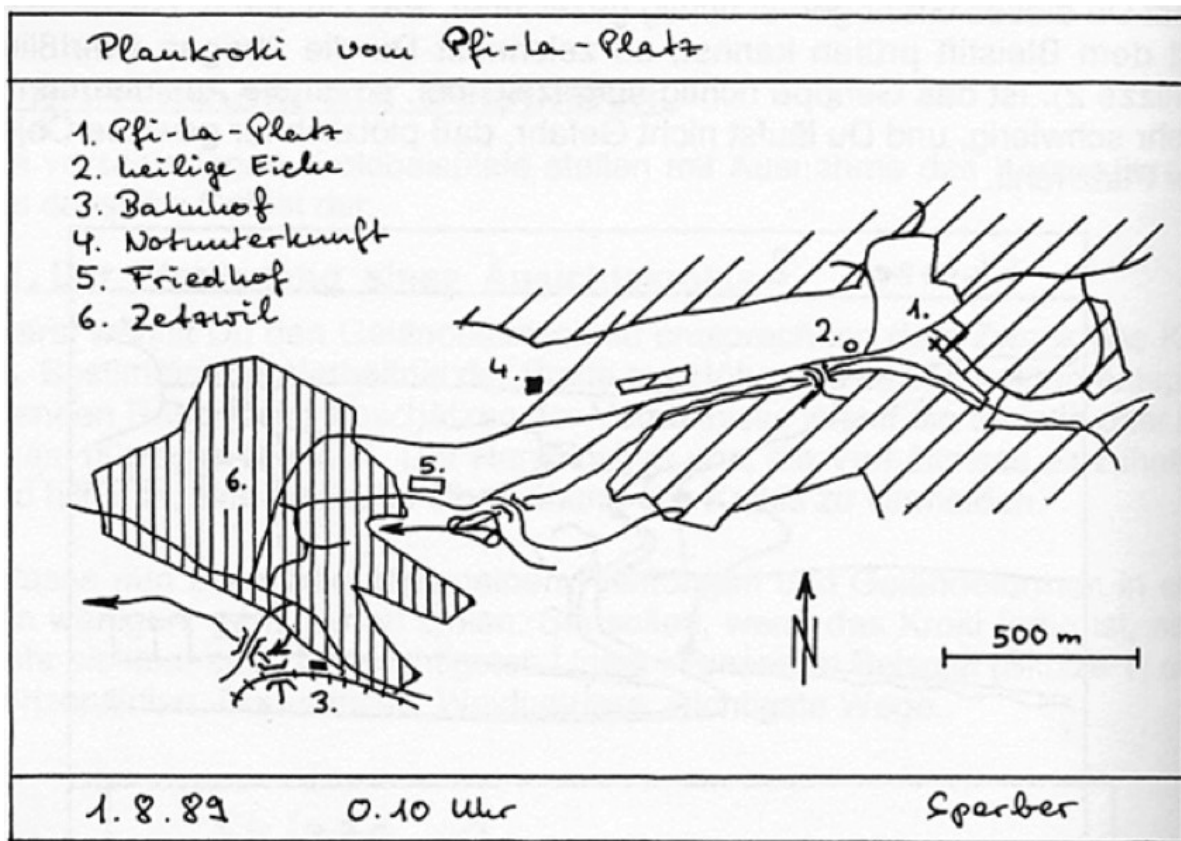 Plankroki von Pfi-La-Platz
1. Pfi-La-Platz
2. heilige Eiche
3. Bahnhof
4. Notunterkunft
5. Friedhof
6. Zetzwil
1.
2.
4.
5.
6.
N
500 m
3.
1.8.89 0.10 Uhr Sperber